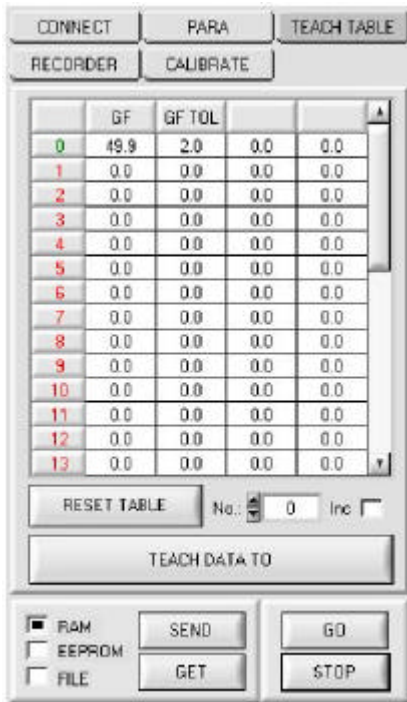 CONNECT PARA TEACH TABLE
RECORDER CALIBRATE
GF GF TOL
0 49.9 2.0 0.0 0.0
1 0.0 0.0 0.0 0.0
2 0.0 0.0 0.0 0.0
3 0.0 0.0 0.0 0.0
4 0.0 0.0 0.0 0.0
5 0.0 0.0 0.0 0.0
6 0.0 0.0 0.0 0.0
7 0.0 0.0 0.0 0.0
8 0.0 0.0 0.0 0.0
9 0.0 0.0 0.0 0.0
10 0.0 0.0 0.0 0.0
11 0.0 0.0 0.0 0.0
12 0.0 0.0 0.0 0.0
13 0.0 0.0 0.0 0.0
RESET TABLE No.: 0 Inc
TEACH DATA TO
RAM SEND GO
EEPROM
FILE GET STOP